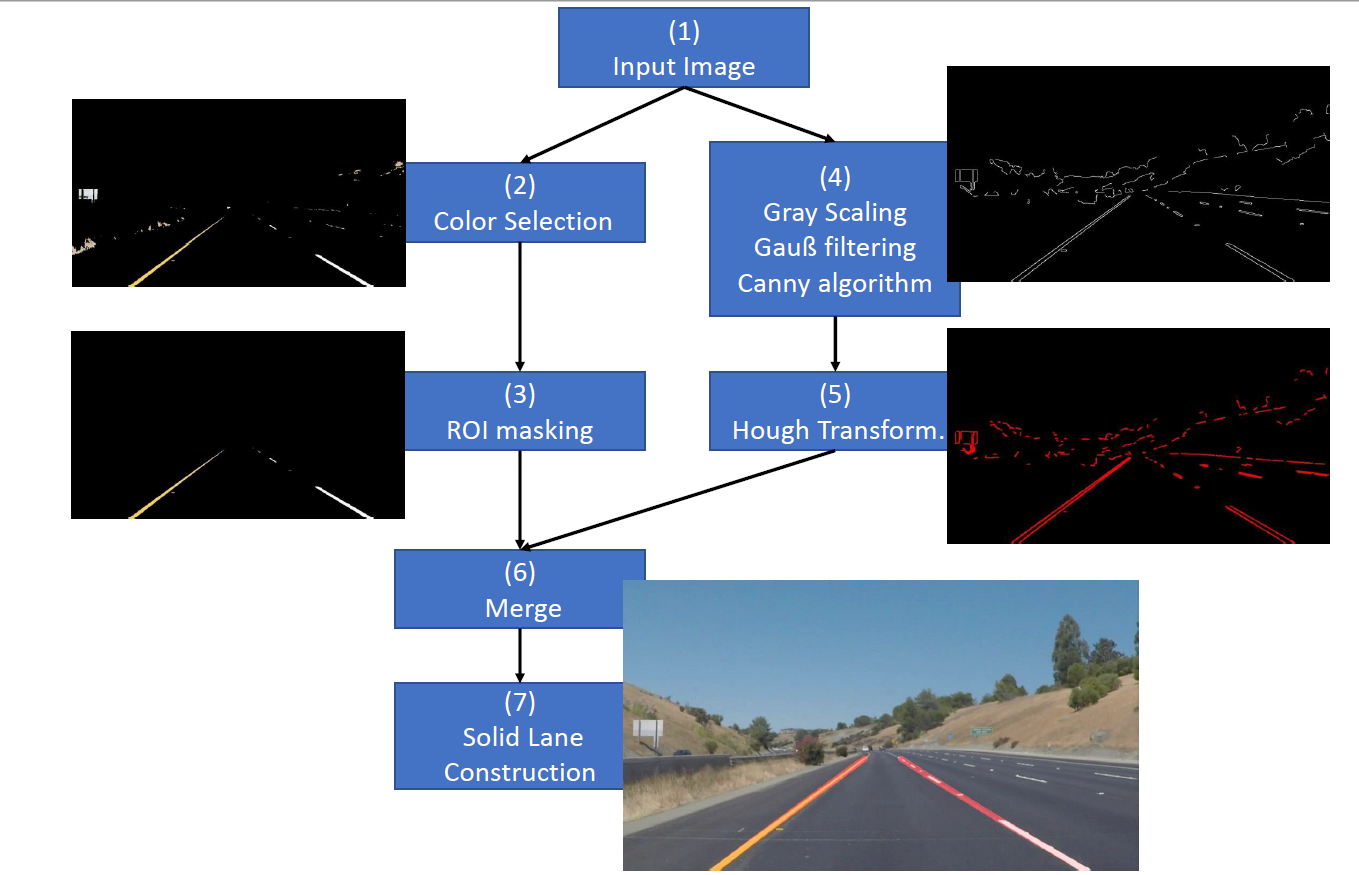 (1)
Input Image
(2)
Color Selection
(4)
Gray Scaling
Gauß filtering
Canny algorithm
(3)
ROI masking
(5)
Hough Transform.
(6)
Merge
(7)
Solid Lane
Construction